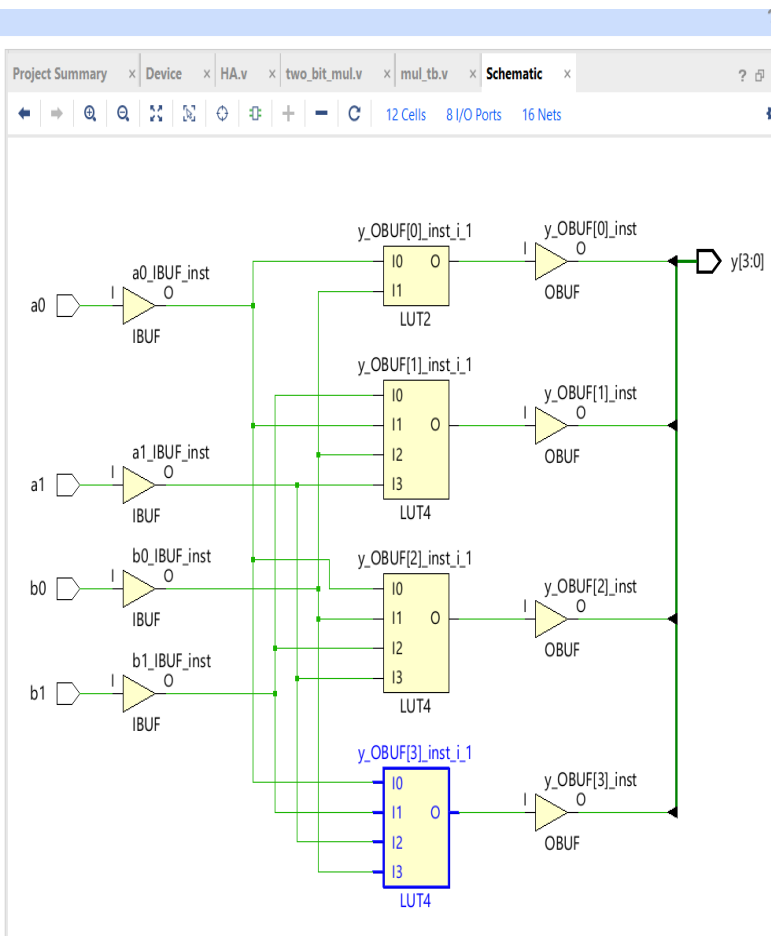 Project Summary × Device × HA.v × two_bit_mul.v × mul_tb.v × Schematic × ?
12 Cells 8 I/O Ports 16 Nets
y_OBUF[0]_inst_i_1 y_OBUF[0]_inst
I0 O I O y[3:0]
a0_IBUF_inst
I1 OBUF
a0 I O
LUT2
IBUF
y_OBUF[1]_inst_i_1
I0 y_OBUF[1]_inst
I1 O I O
a1_IBUF_inst I2 OBUF
a1 I O I3
LUT4
IBUF
b0_IBUF_inst y_OBUF[2]_inst_i_1
b0 I O I0 y_OBUF[2]_inst
IBUF I1 O I O
I2 OBUF
b1_IBUF_inst I3
b1 I O LUT4
IBUF
y_OBUF[3]_inst_i_1
I0 y_OBUF[3]_inst
I1 O I O
I2 OBUF
I3
LUT4